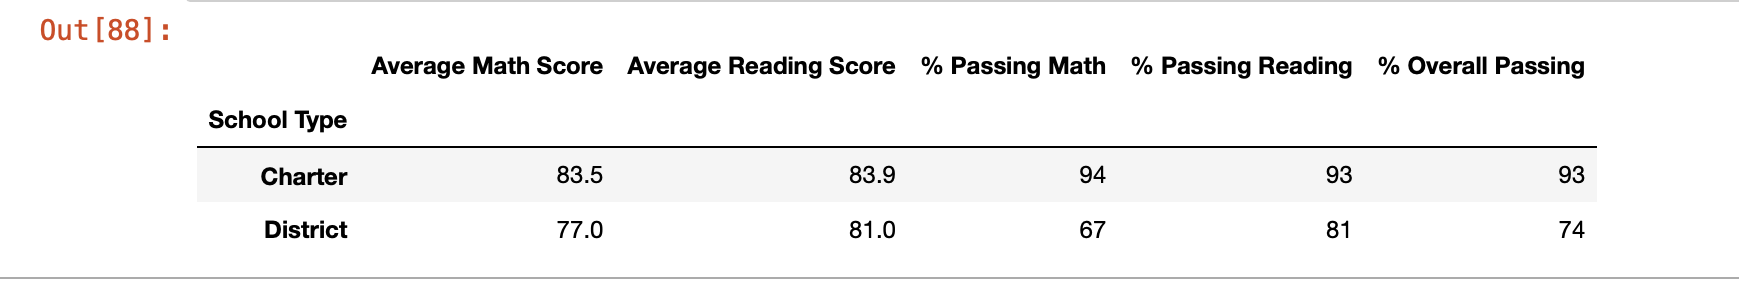 Out[88]:
Average Math Score Average Reading Score % Passing Math % Passing Reading % Overall Passing
School Type
Charter 83.5 83.9 94 93 93
District 77.0 81.0 67 81 74